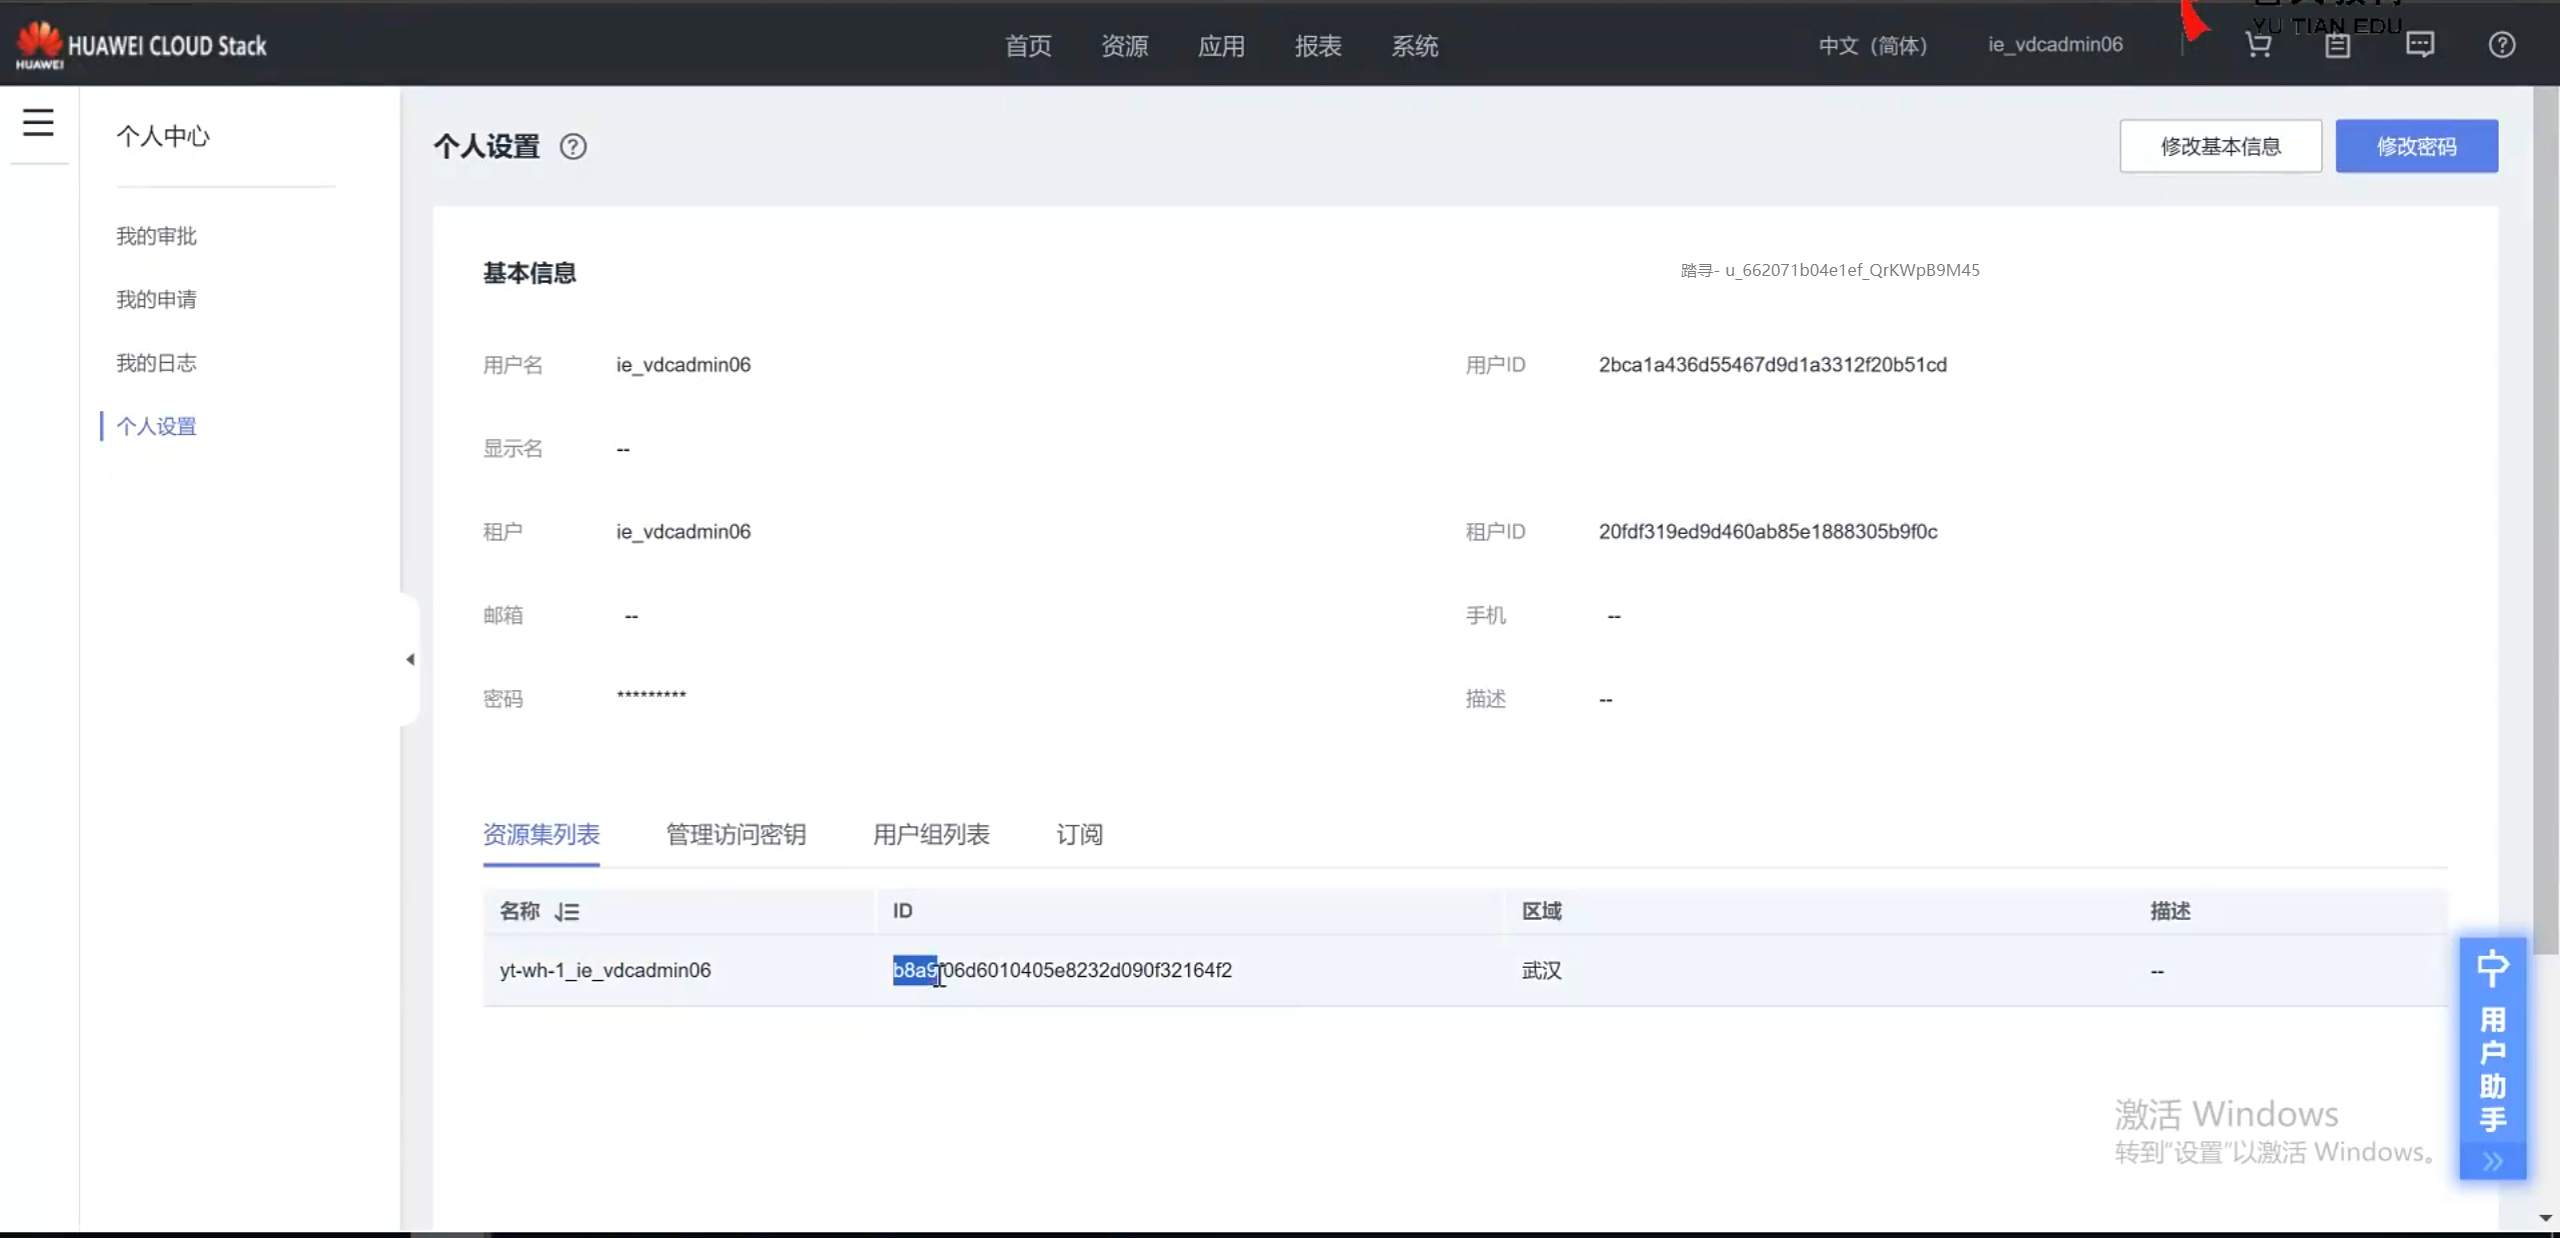 HUAWEI
HUAWEI CLOUD Stack
首页
资源
应用
报表
系统
中文（简体）
ie_vdcadmin06
YU TIAN EDU
个人中心
我的审批
我的申请
我的日志
个人设置
个人设置
修改基本信息
修改密码
基本信息
踏寻- u_662071b04e1ef_QrKWpB9M45
用户名
ie_vdcadmin06
用户ID
2bca1a436d55467d9d1a3312f20b51cd
显示名
--
租户
ie_vdcadmin06
租户ID
20fdf319ed9d460ab85e1888305b9f0c
邮箱
--
手机
--
密码
*********
描述
--
资源集列表
管理访问密钥
用户组列表
订阅
名称
ID
区域
描述
yt-wh-1_ie_vdcadmin06
b8a906d6010405e8232d090f32164f2
武汉
--
用户助手
激活 Windows
转到"设置"以激活 Windows。